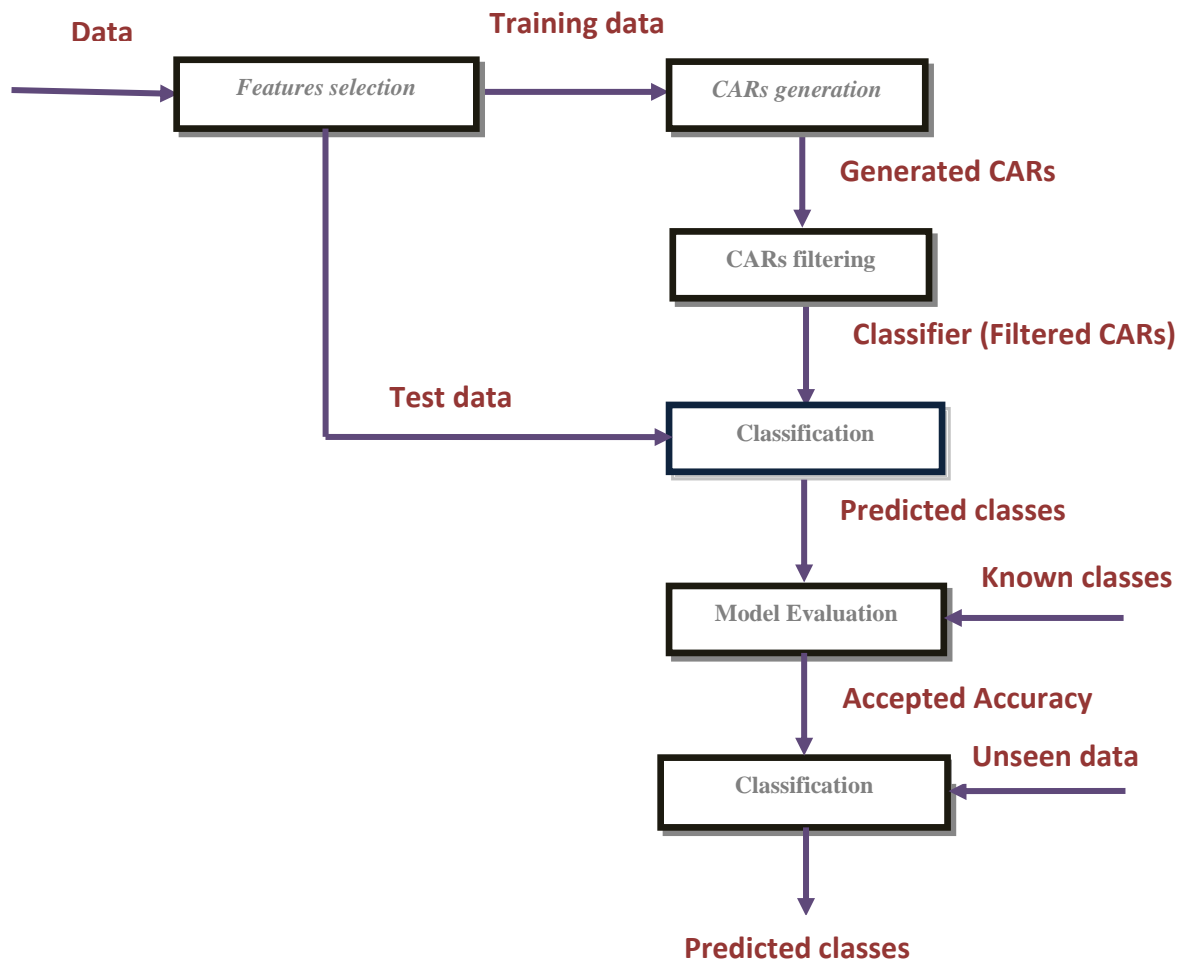 Data
Training data
Features selection
CARs generation
Generated CARs
CARs filtering
Classifier (Filtered CARs)
Test data
Classification
Predicted classes
Known classes
Model Evaluation
Accepted Accuracy
Unseen data
Classification
Predicted classes